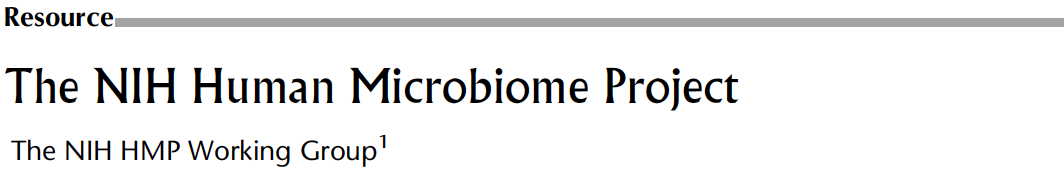 Resource
The NIH Human Microbiome Project
The NIH HMP Working Group¹